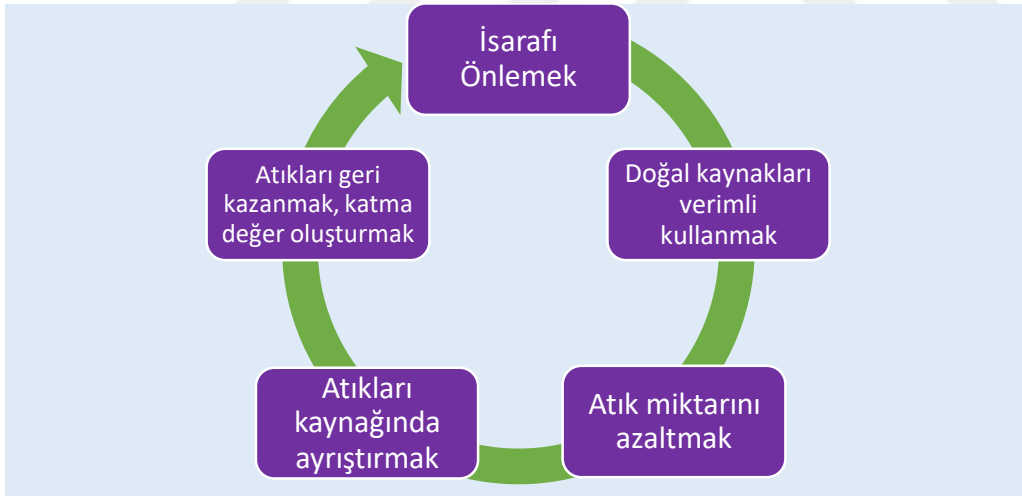 İsarafı
Önlemek
Doğal kaynakları
verimli
kullanmak
Atık miktarını
azaltmak
Atıkları
kaynağında
ayrıştırmak
Atıkları geri
kazanmak, katma
değer oluşturmak